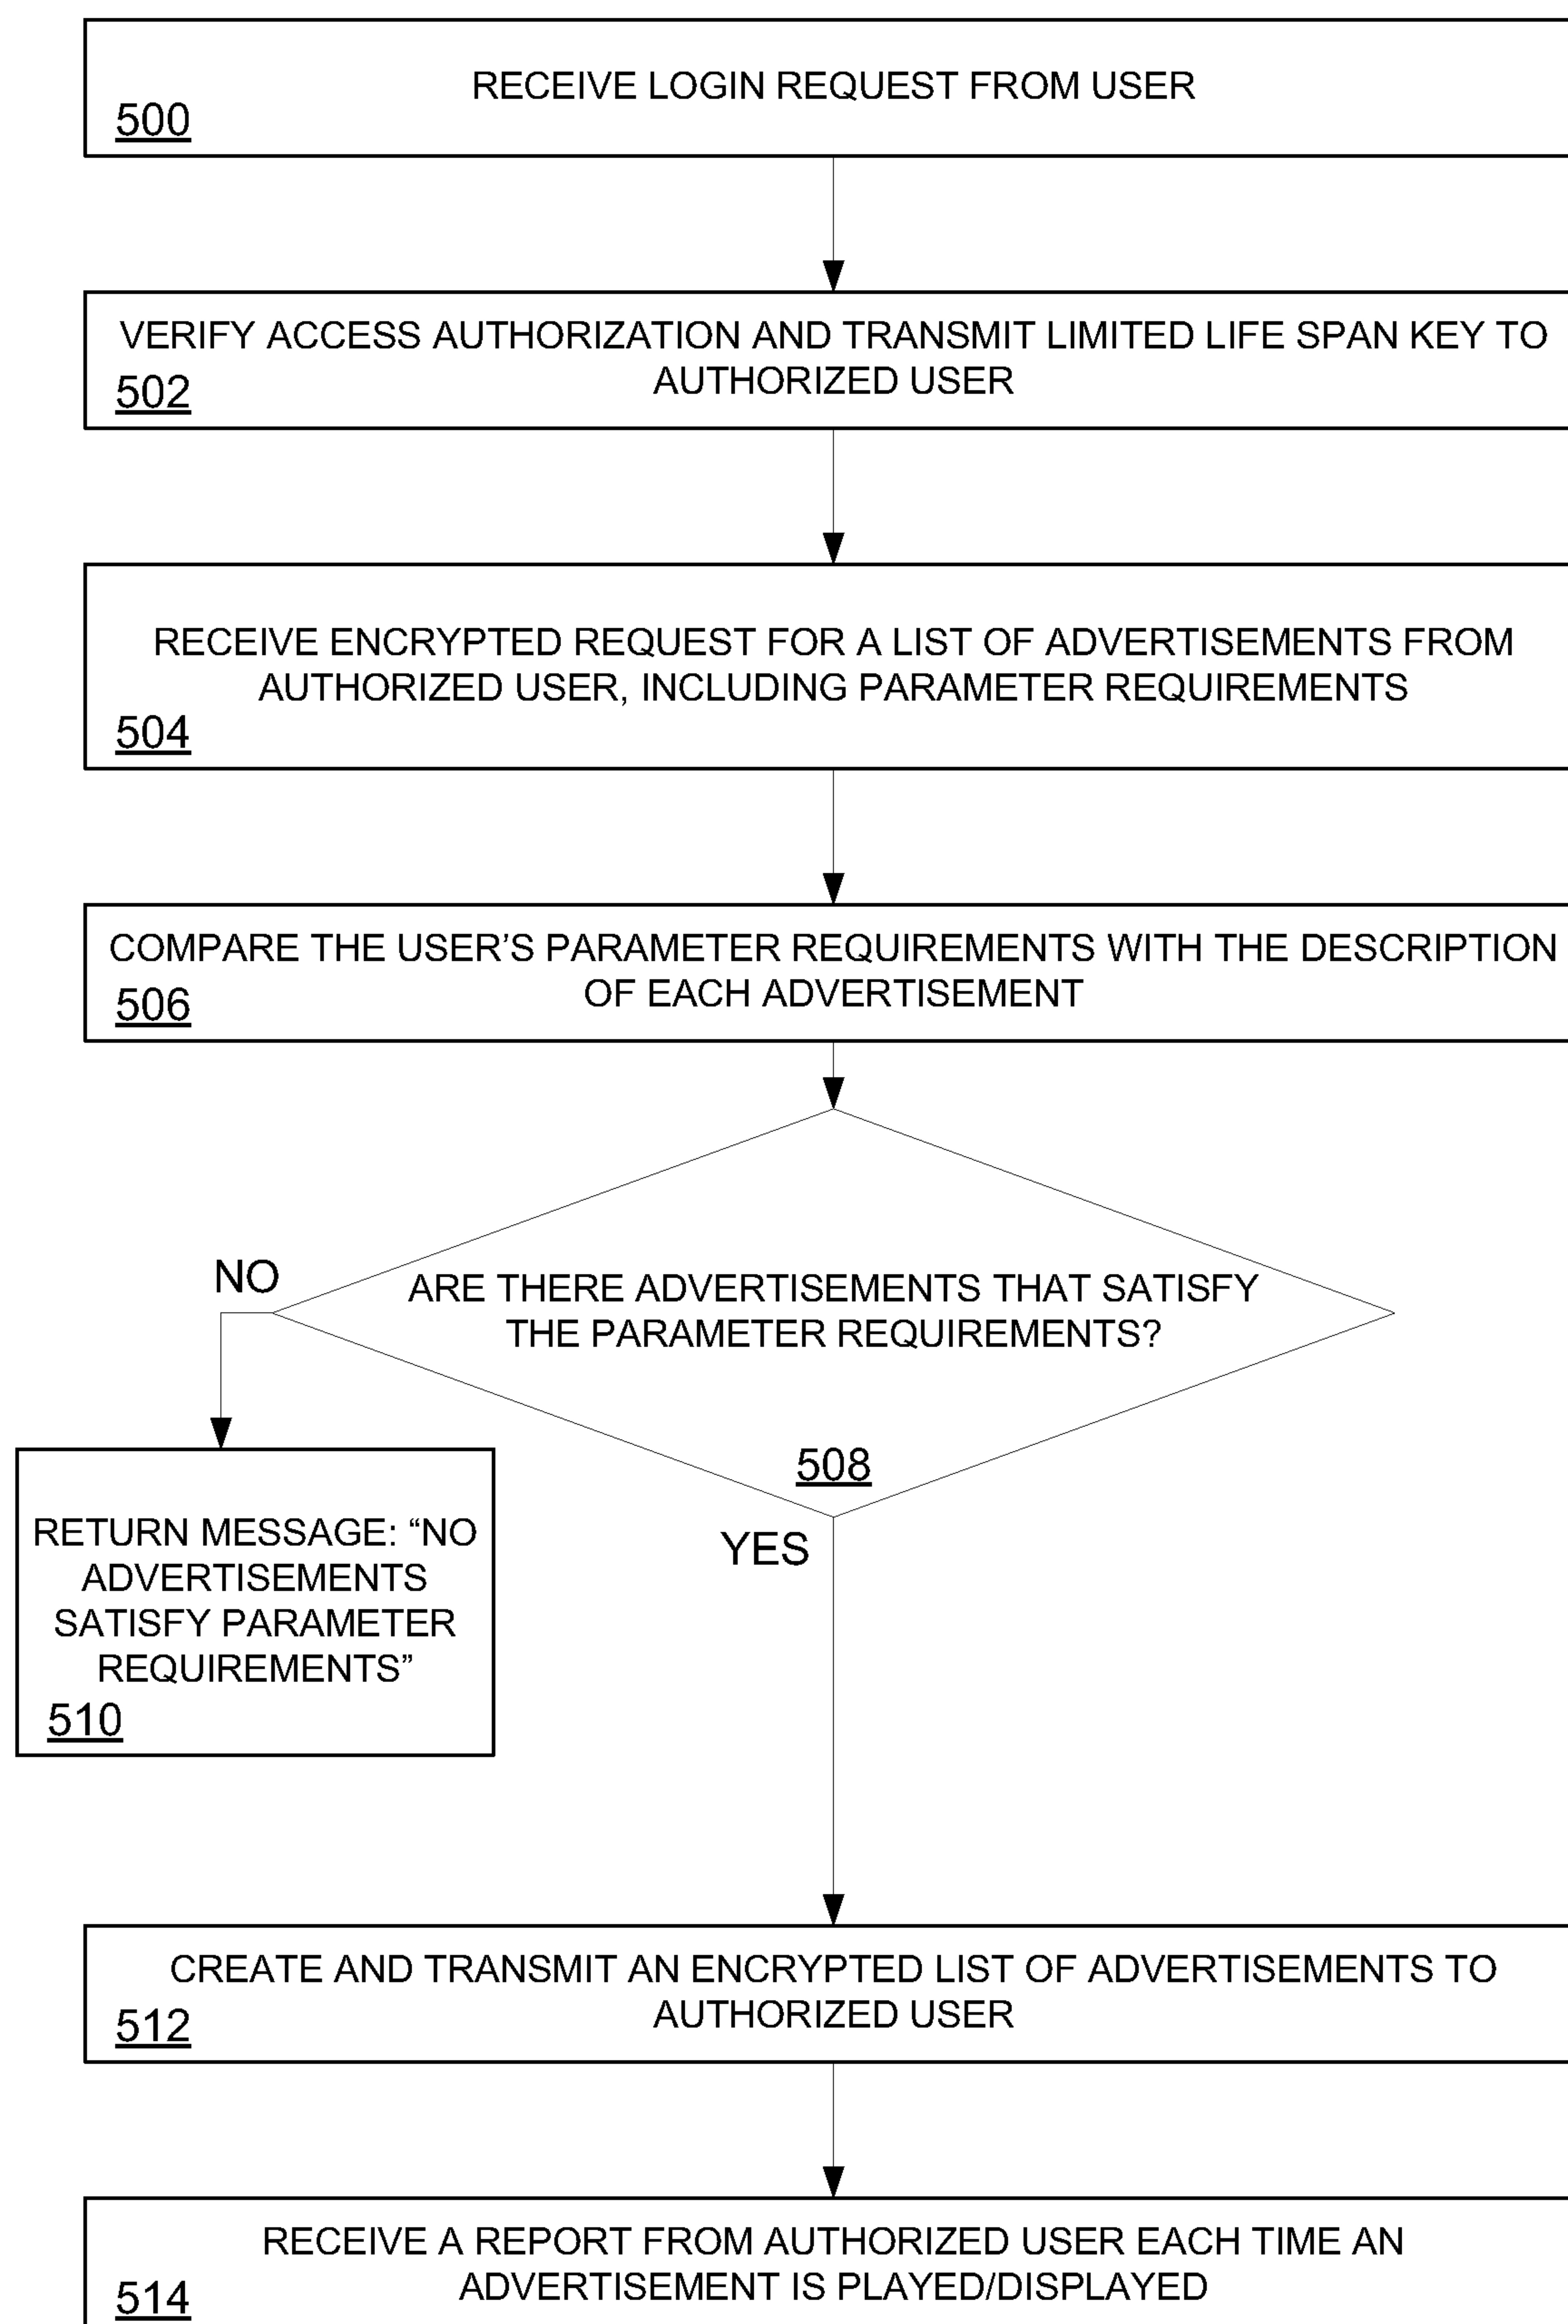 RECEIVE LOGIN REQUEST FROM USER
500
VERIFY ACCESS AUTHORIZATION AND TRANSMIT LIMITED LIFE SPAN KEY TO
AUTHORIZED USER
502
RECEIVE ENCRYPTED REQUEST FOR A LIST OF ADVERTISEMENTS FROM
AUTHORIZED USER, INCLUDING PARAMETER REQUIREMENTS
504
COMPARE THE USER’S PARAMETER REQUIREMENTS WITH THE DESCRIPTION
OF EACH ADVERTISEMENT
506
ARE THERE ADVERTISEMENTS THAT SATISFY
THE PARAMETER REQUIREMENTS?
508
NO
RETURN MESSAGE: “NO
ADVERTISEMENTS
SATISFY PARAMETER
REQUIREMENTS”
510
YES
CREATE AND TRANSMIT AN ENCRYPTED LIST OF ADVERTISEMENTS TO
AUTHORIZED USER
512
RECEIVE A REPORT FROM AUTHORIZED USER EACH TIME AN
ADVERTISEMENT IS PLAYED/DISPLAYED
514